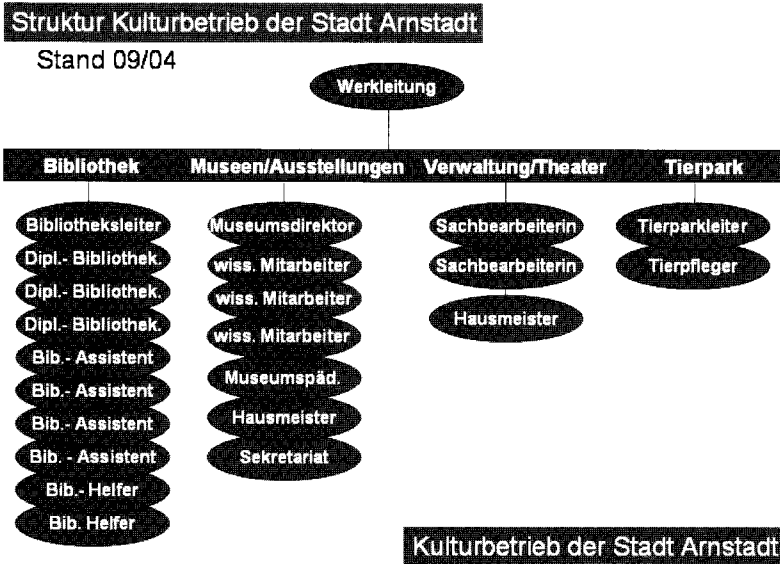 Struktur Kulturbetrieb der Stadt Arnstadt
Stand 09/04
Werkleitung
Bibliothek
Museen/Ausstellungen
Verwaltung/Theater
Tierpark
Bibliotheksleiter
Dipl.- Bibliothek.
Dipl.- Bibliothek.
Dipl.- Bibliothek.
Bib.- Assistent
Bib.- Assistent
Bib.- Assistent
Bib. - Assistent
Bib.- Helfer
Bib. Helfer
Museumsdirektor
wiss. Mitarbeiter
wiss. Mitarbeiter
wiss. Mitarbeiter
Museumspäd.
Hausmeister
Sekretariat
Sachbearbeiterin
Sachbearbeiterin
Hausmeister
Tierparkleiter
Tierpfleger
Kulturbetrieb der Stadt Arnstadt